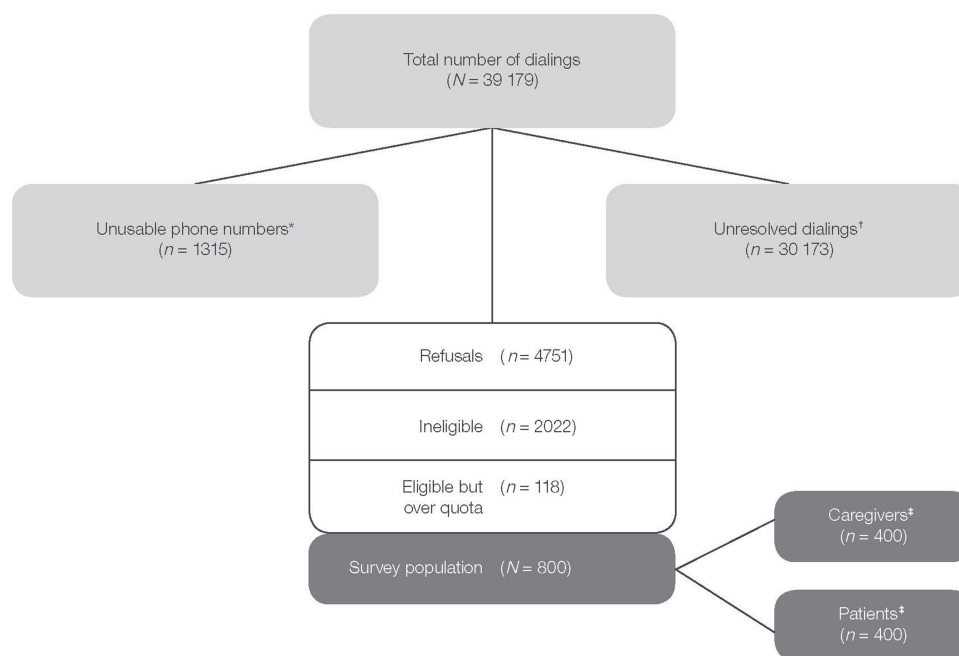 Total number of dialings
(N = 39 179)
Unusable phone numbers*
(n = 1315)
Unresolved dialings†
(n = 30 173)
Refusals (n = 4751)
Ineligible (n = 2022)
Eligible but (n = 118)
over quota
Survey population (N = 800)
Caregivers‡
(n = 400)
Patients‡
(n = 400)